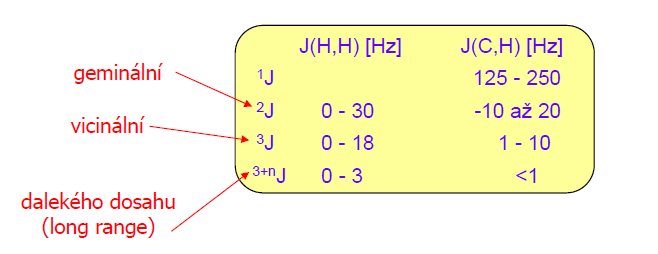 J(H,H) [Hz] J(C,H) [Hz]
geminální
¹J 125 - 250
²J 0 - 30 -10 až 20
vicinální
³J 0 - 18 1 - 10
³⁺ⁿJ 0 - 3 <1
dalekého dosahu
(long range)